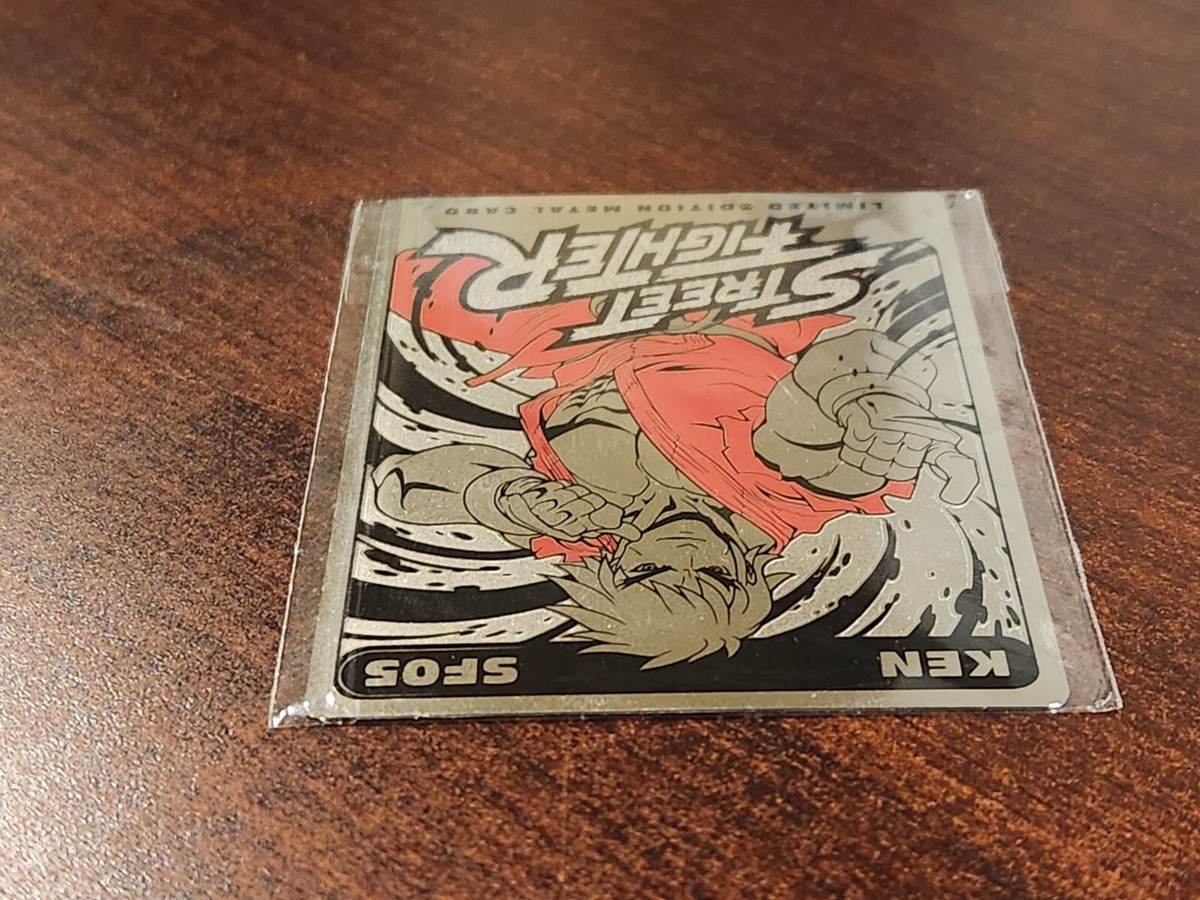 KEN SF05
STREET
FIGHTER
LIMITED EDITION METAL CARD